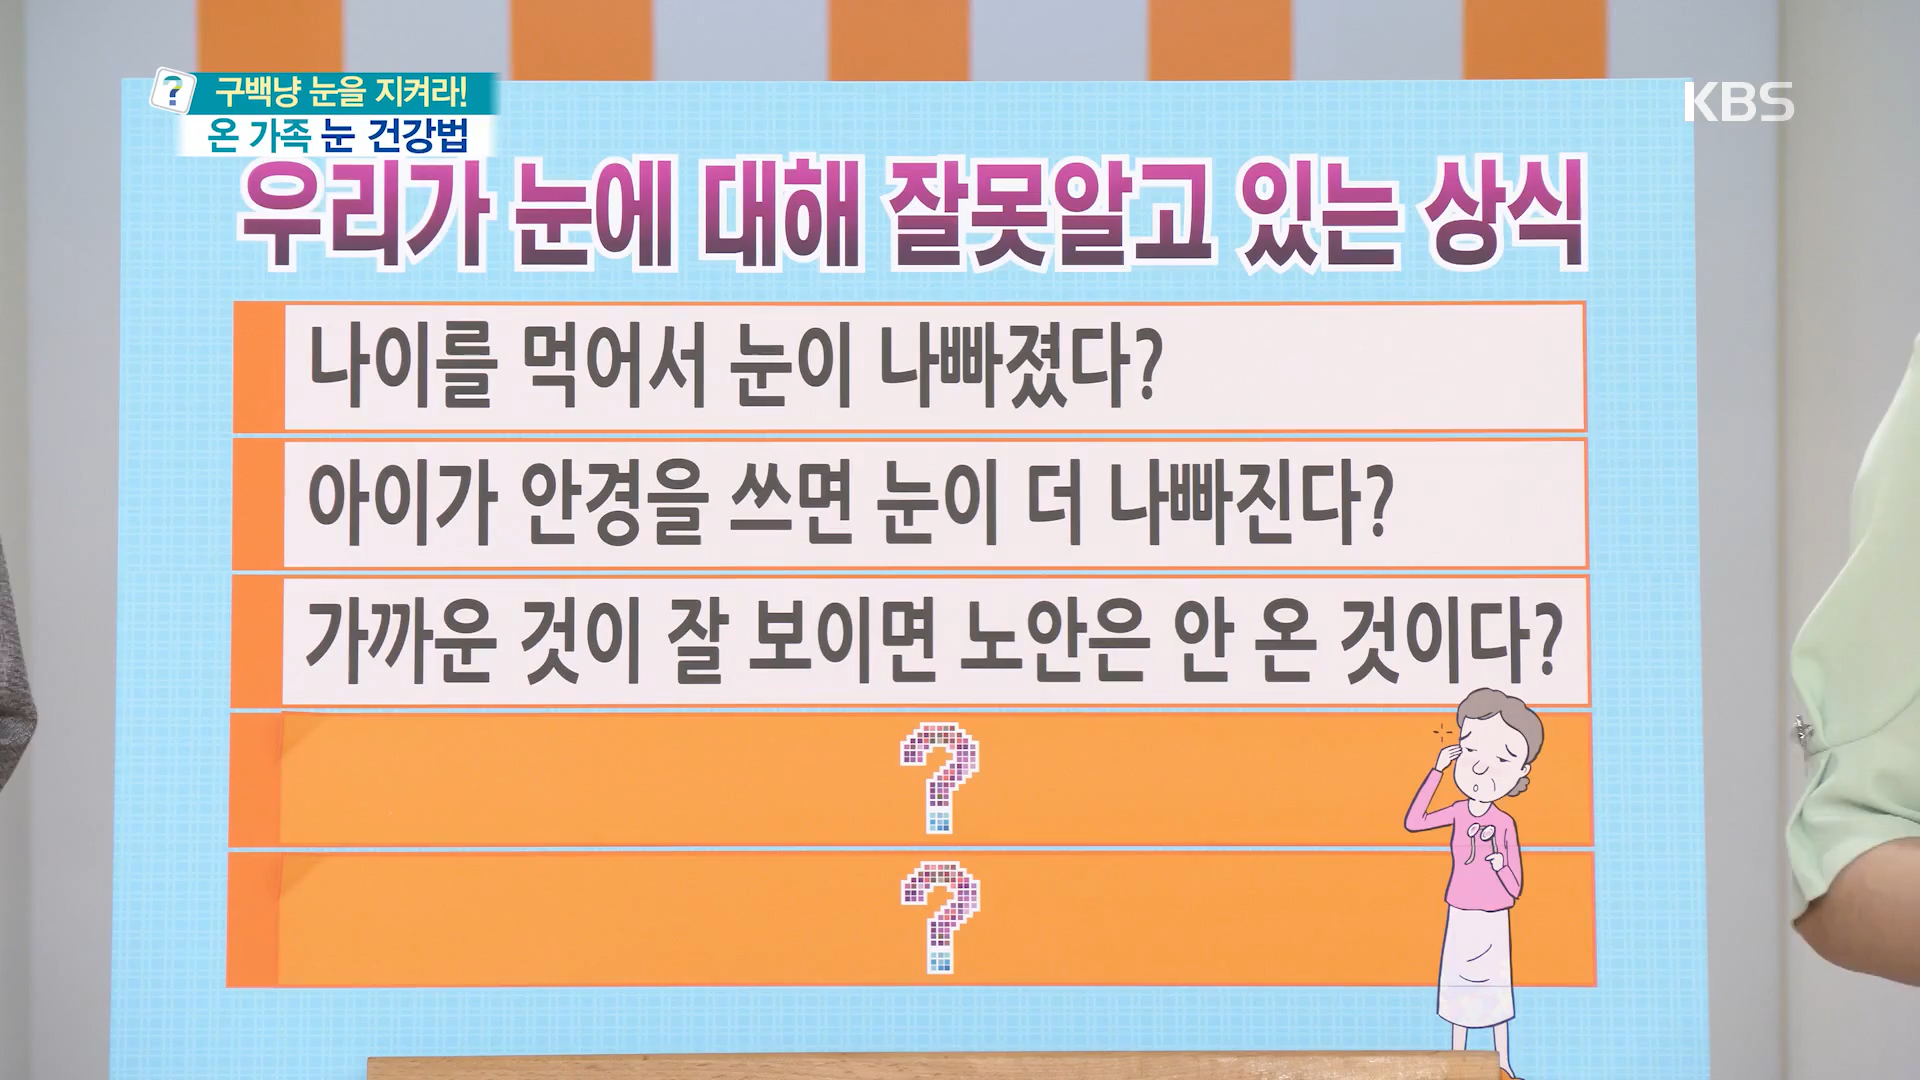 구백냥 눈을 지켜라!
온 가족 눈 건강법
KBS
우리가 눈에 대해 잘못알고 있는 상식
나이를 먹어서 눈이 나빠졌다?
아이가 안경을 쓰면 눈이 더 나빠진다?
가까운 것이 잘 보이면 노안은 안 온 것이다?
?
?